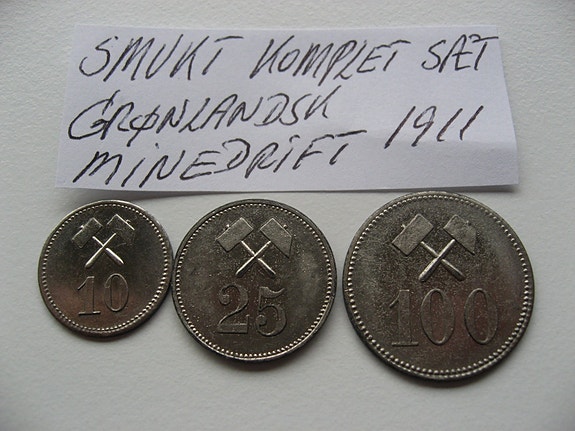 SMUKT KOMPLET SÆT
GRØNLANDSK
MINEDRIFT 1911
10
25
100